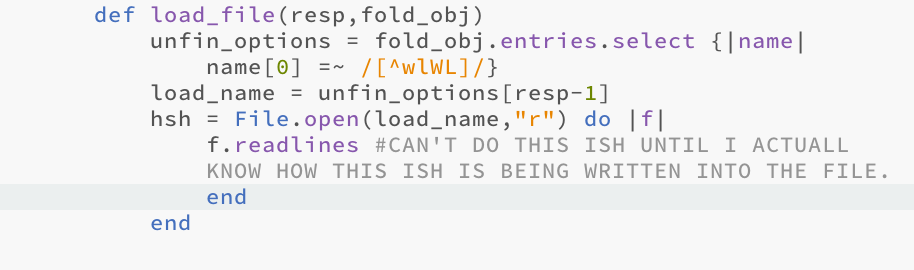 def load_file(resp,fold_obj)
unfin_options = fold_obj.entries.select {|name|
name[0] =~ /[^wlWL]/}
load_name = unfin_options[resp-1]
hsh = File.open(load_name,"r") do |f|
f.readlines #CAN'T DO THIS ISH UNTIL I ACTUALL
KNOW HOW THIS ISH IS BEING WRITTEN INTO THE FILE.
end
end